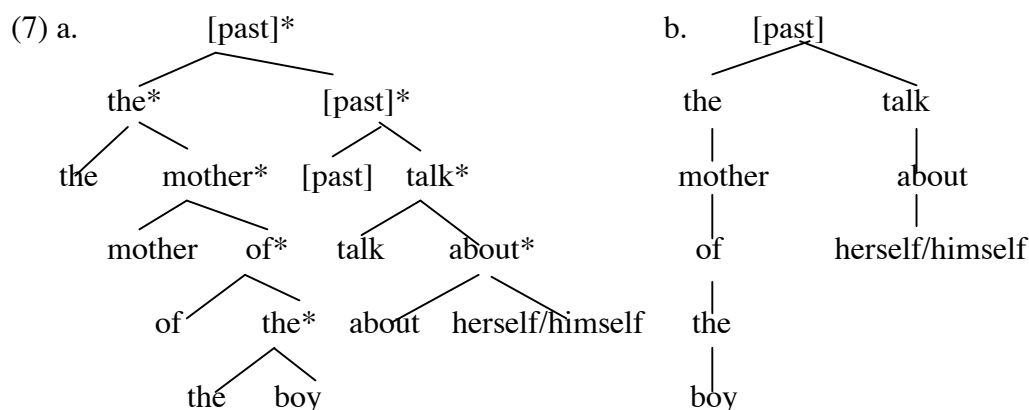 (7) a. [past]* b. [past]
the* [past]* the talk
the mother* [past] talk* mother about
mother of* talk about* of herself/himself
of the* about herself/himself the
the boy boy